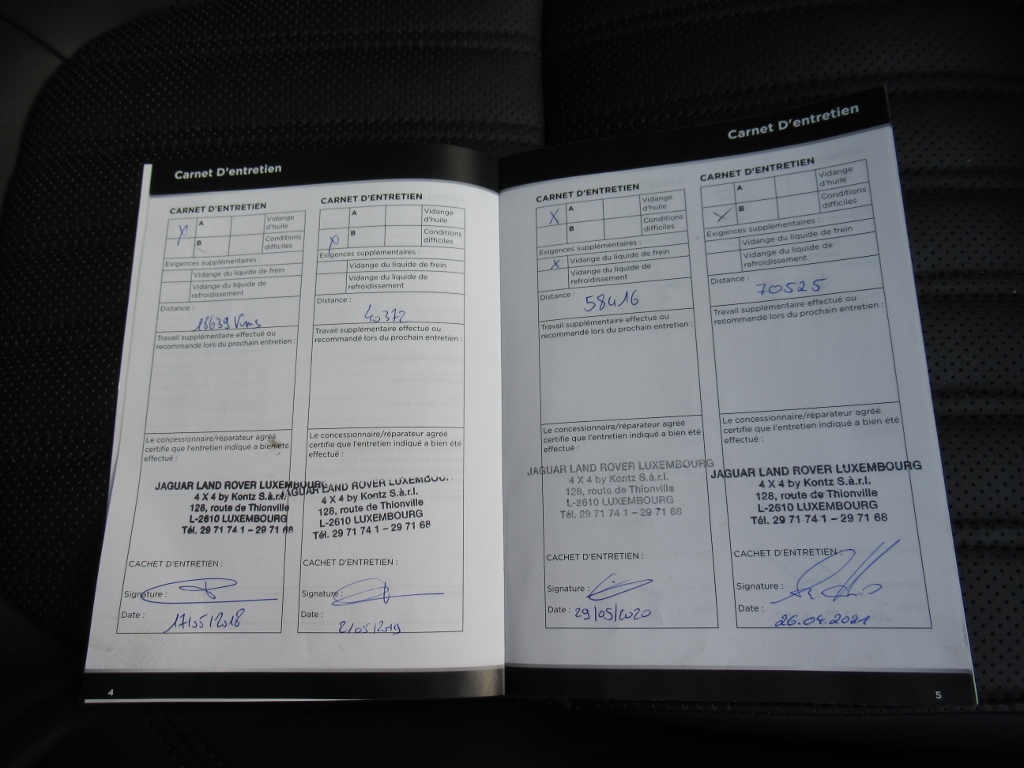 Carnet D'entretien
CARNET D'ENTRETIEN
X A Vidange d'huile
B Conditions difficiles
Exigences supplémentaires :
Vidange du liquide de frein
Vidange du liquide de refroidissement
Distance :
18639 Kms
Travail supplémentaire effectué ou
recommandé lors du prochain entretien :
Le concessionnaire/réparateur agréé
certifie que l'entretien indiqué a bien été
effectué :
JAGUAR LAND ROVER LUXEMBOURG
4 X 4 by Kontz S.à.r.l.
128, route de Thionville
L-2610 LUXEMBOURG
Tél. 29 71 74 1 – 29 71 68
CACHET D'ENTRETIEN :
Signature :
Date :
17/05/2018
CARNET D'ENTRETIEN
A Vidange d'huile
X B Conditions difficiles
Exigences supplémentaires :
Vidange du liquide de frein
Vidange du liquide de refroidissement
Distance :
40372
Travail supplémentaire effectué ou
recommandé lors du prochain entretien :
Le concessionnaire/réparateur agréé
certifie que l'entretien indiqué a bien été
effectué :
JAGUAR LAND ROVER LUXEMBOU
4 X 4 by Kontz S.à.r.l.
128, route de Thionville
L-2610 LUXEMBOURG
Tél. 29 71 74 1 – 29 71 68
CACHET D'ENTRETIEN :
Signature :
Date :
2/05/2019
4
Carnet D'entretien
CARNET D'ENTRETIEN
X A Vidange d'huile
B Conditions difficiles
Exigences supplémentaires :
X Vidange du liquide de frein
Vidange du liquide de refroidissement
Distance :
58416
Travail supplémentaire effectué ou
recommandé lors du prochain entretien :
Le concessionnaire/réparateur agréé
certifie que l'entretien indiqué a bien été
effectué :
JAGUAR LAND ROVER LUXEMBOURG
4 X 4 by Kontz S.à.r.l.
128, route de Thionville
L-2610 LUXEMBOURG
Tél. 29 71 74 1 – 29 71 68
CACHET D'ENTRETIEN :
Signature :
Date : 29/05/2020
CARNET D'ENTRETIEN
A Vidange d'huile
X B Conditions difficiles
Exigences supplémentaires :
Vidange du liquide de frein
Vidange du liquide de refroidissement
Distance :
70525
Travail supplémentaire effectué ou
recommandé lors du prochain entretien :
Le concessionnaire/réparateur agréé
certifie que l'entretien indiqué a bien été
effectué :
JAGUAR LAND ROVER LUXEMBOURG
4 X 4 by Kontz S.à.r.l.
128, route de Thionville
L-2610 LUXEMBOURG
Tél. 29 71 74 1 – 29 71 68
CACHET D'ENTRETIEN :
Signature :
Date :
26.04.2021
5